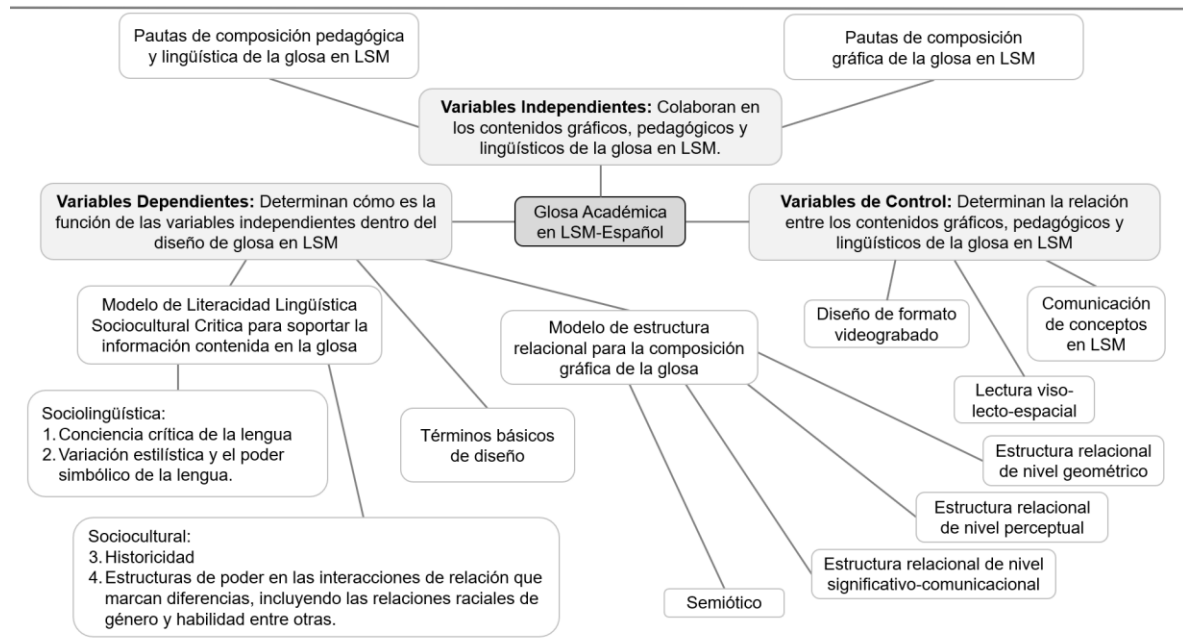 Pautas de composición pedagógica
y lingüística de la glosa en LSM
Pautas de composición
gráfica de la glosa en LSM
Variables Independientes: Colaboran en
los contenidos gráficos, pedagógicos y
lingüísticos de la glosa en LSM.
Variables Dependientes: Determinan cómo es la
función de las variables independientes dentro del
diseño de glosa en LSM
Glosa Académica
en LSM-Español
Variables de Control: Determinan la relación
entre los contenidos gráficos, pedagógicos y
lingüísticos de la glosa en LSM
Modelo de Literacidad Lingüística
Sociocultural Critica para soportar la
información contenida en la glosa
Modelo de estructura
relacional para la composición
gráfica de la glosa
Diseño de formato
videograbado
Comunicación
de conceptos
en LSM
Lectura viso-
lecto-espacial
Sociolingüística:
1. Conciencia crítica de la lengua
2. Variación estilística y el poder
simbólico de la lengua.
Términos básicos
de diseño
Estructura relacional
de nivel geométrico
Estructura relacional
de nivel perceptual
Sociocultural:
3. Historicidad
4. Estructuras de poder en las interacciones de relación que
marcan diferencias, incluyendo las relaciones raciales de
género y habilidad entre otras.
Estructura relacional de nivel
significativo-comunicacional
Semiótico